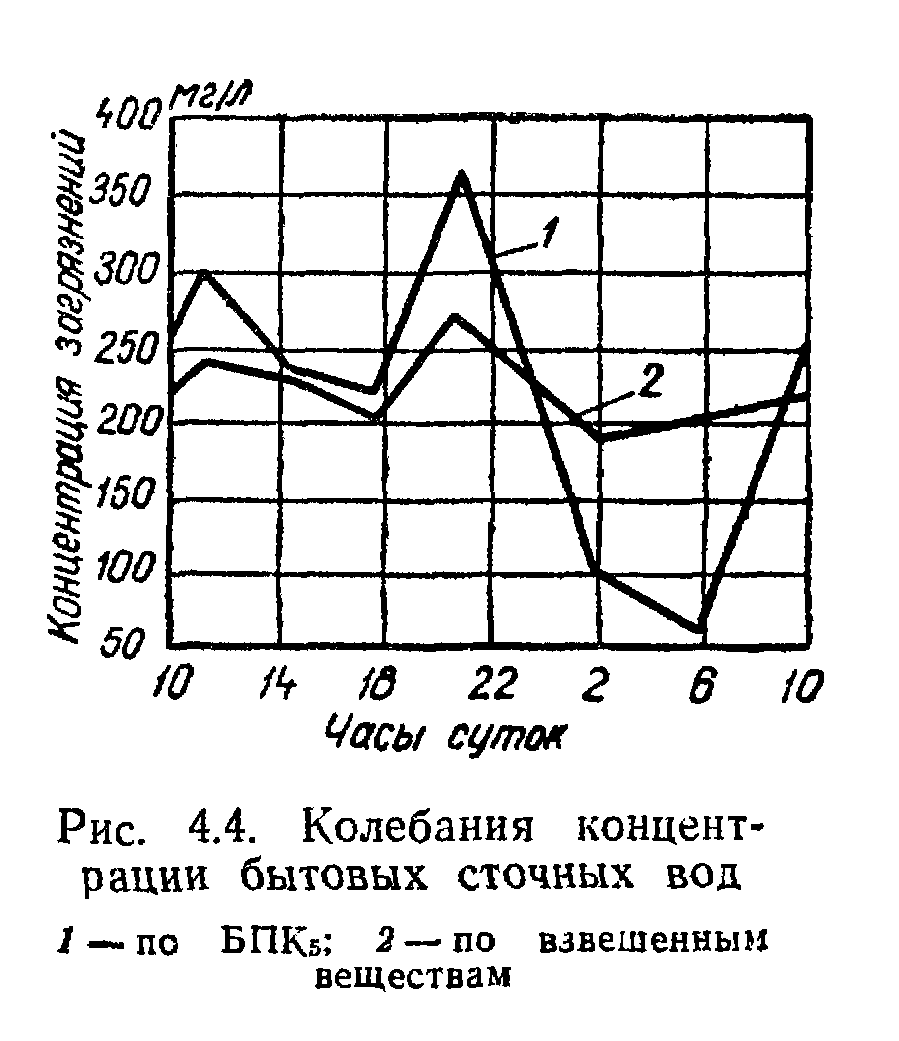 мг/л
400
350
300
250
200
150
100
50
Концентрация загрязнений
1
2
10 14 18 22 2 6 10
Часы суток
Рис. 4.4. Колебания концент-
рации бытовых сточных вод
1 — по БПК₅; 2 — по взвешенным
веществам